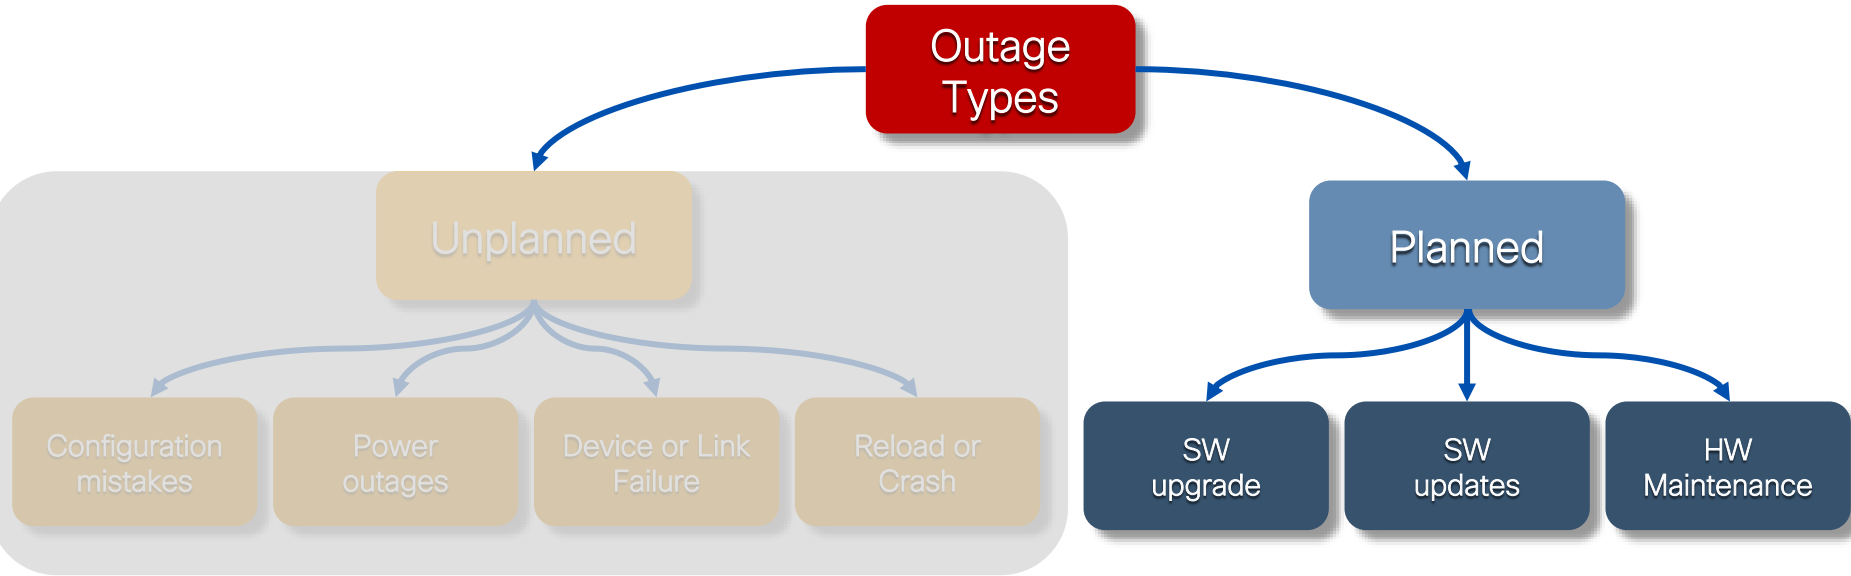 Outage
Types
Unplanned
Planned
Configuration
mistakes
Power
outages
Device or Link
Failure
Reload or
Crash
SW
upgrade
SW
updates
HW
Maintenance